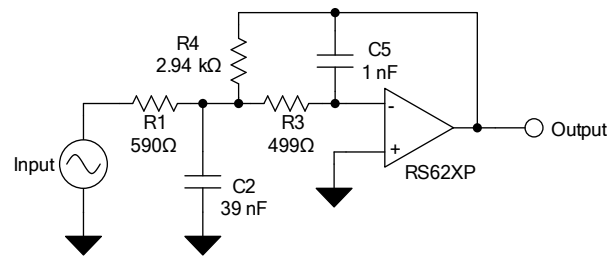 R4
2.94 kΩ
C5
1 nF
R1
590Ω
R3
499Ω
-
+
RS62XP
Output
Input
C2
39 nF